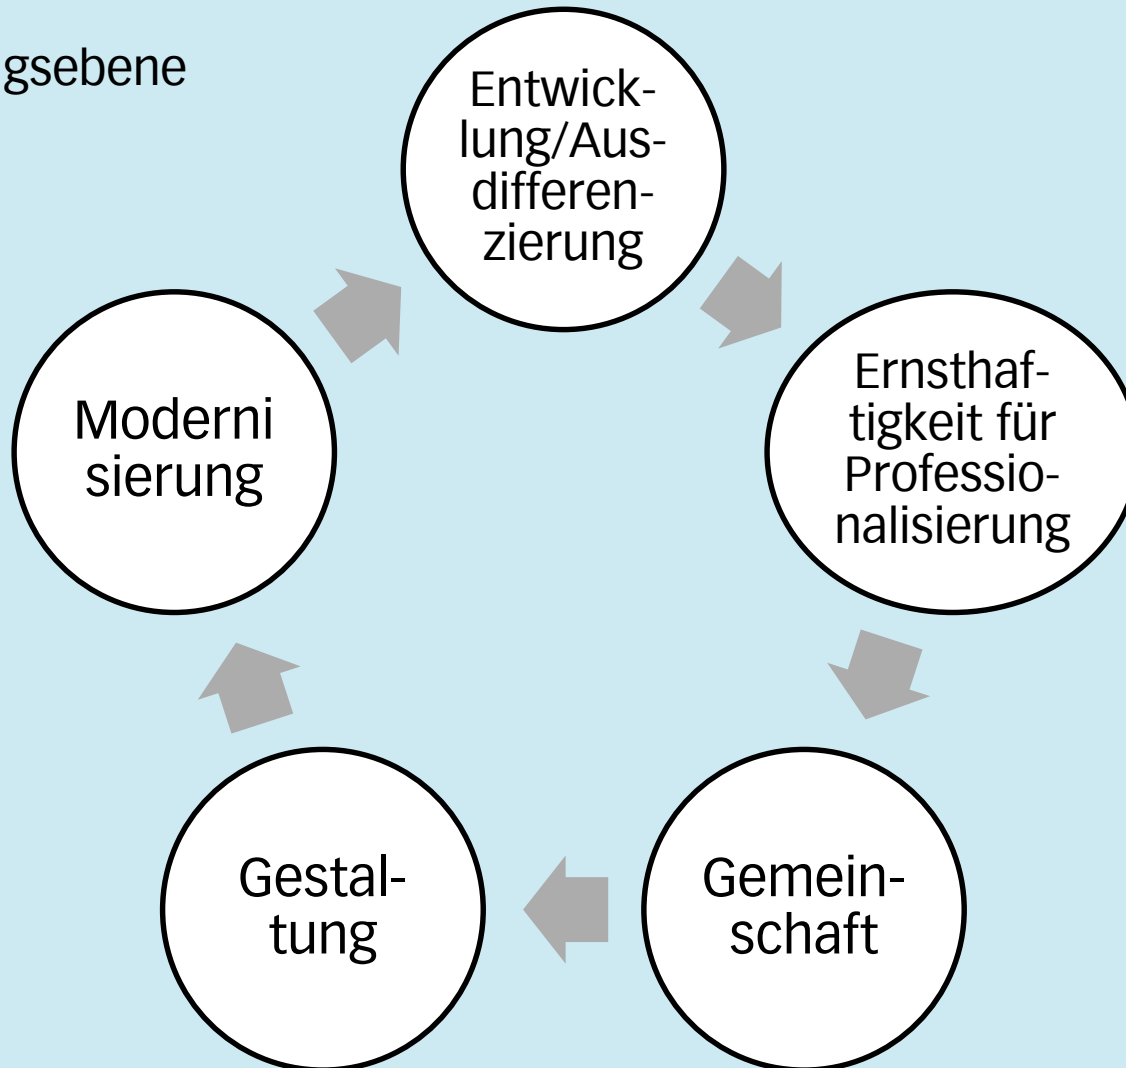 gsebene
Entwick-
lung/Aus-
differen-
zierung
Ernsthaf-
tigkeit für
Professio-
nalisierung
Gemein-
schaft
Gestal-
tung
Moderni
sierung